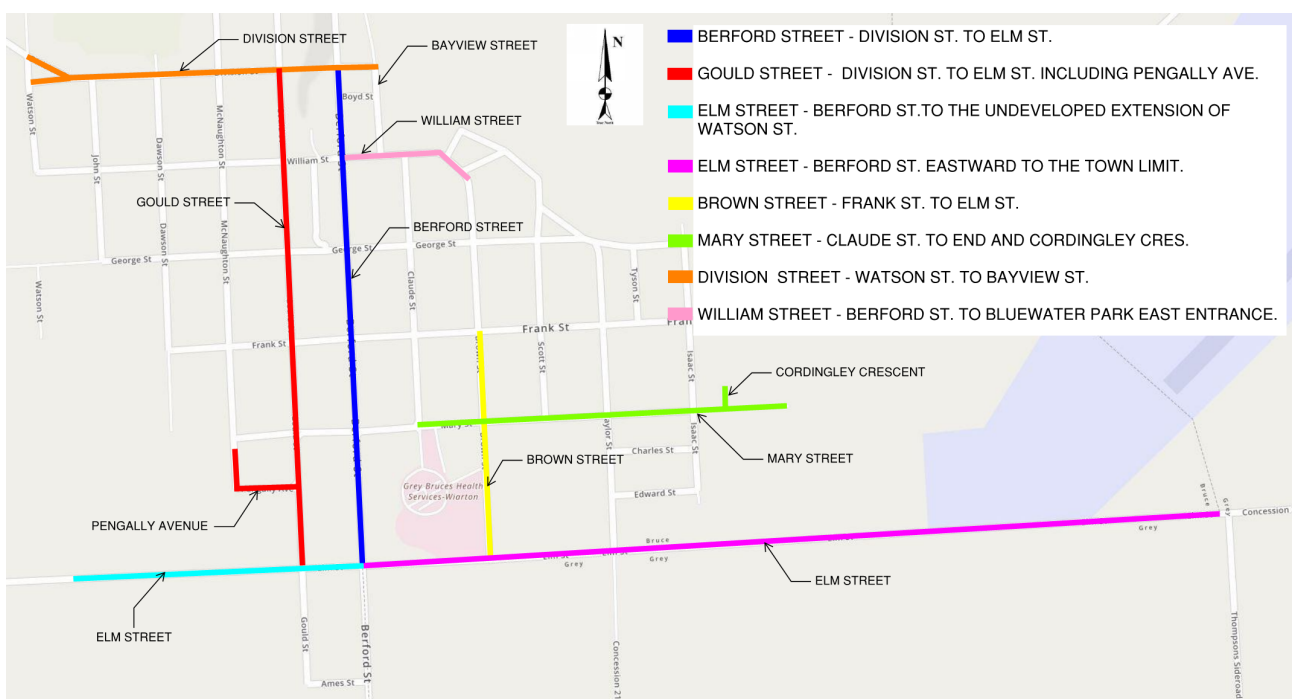 DIVISION STREET
BAYVIEW STREET
N
BERFORD STREET - DIVISION ST. TO ELM ST.
GOULD STREET -  DIVISION ST. TO ELM ST. INCLUDING PENGALLY AVE.
ELM STREET - BERFORD ST.TO THE UNDEVELOPED EXTENSION OF
WATSON ST.
ELM STREET - BERFORD ST. EASTWARD TO THE TOWN LIMIT.
BROWN STREET - FRANK ST. TO ELM ST.
MARY STREET - CLAUDE ST. TO END AND CORDINGLEY CRES.
DIVISION  STREET - WATSON ST. TO BAYVIEW ST.
WILLIAM STREET - BERFORD ST. TO BLUEWATER PARK EAST ENTRANCE.
Boyd St
WILLIAM STREET
Watson St
McNaughton St
John St
Dawson St
William St
GOULD STREET
BERFORD STREET
Dawson St
McNaughton St
George St
George St
George St
Claude St
Tyson St
Watson St
Frank St
Frank St
Scott St
Isaac St
CORDINGLEY CRESCENT
Mary St
Isaac St
Charles St
MARY STREET
BROWN STREET
Grey Bruces Health
Services-Wiarton
Edward St
PENGALLY AVENUE
Bruce
Grey
Concession
Bruce
Grey
Grey
Grey
ELM STREET
ELM STREET
Gould St
Berford St
Concession 21
Thompsons Sideroad
Ames St